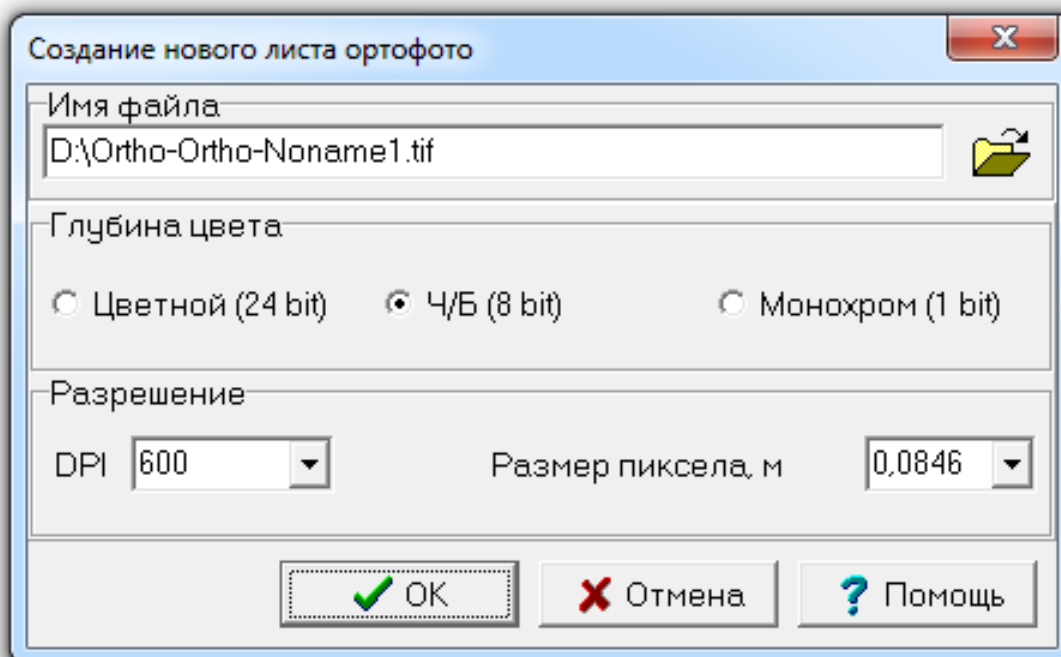 Создание нового листа ортофото
Имя файла
D:\Ortho-Ortho-Noname1.tif
Глубина цвета
Цветной (24 bit) Ч/Б (8 bit) Монохром (1 bit)
Разрешение
DPI 600 Размер пиксела, м 0,0846
OK Отмена ? Помощь